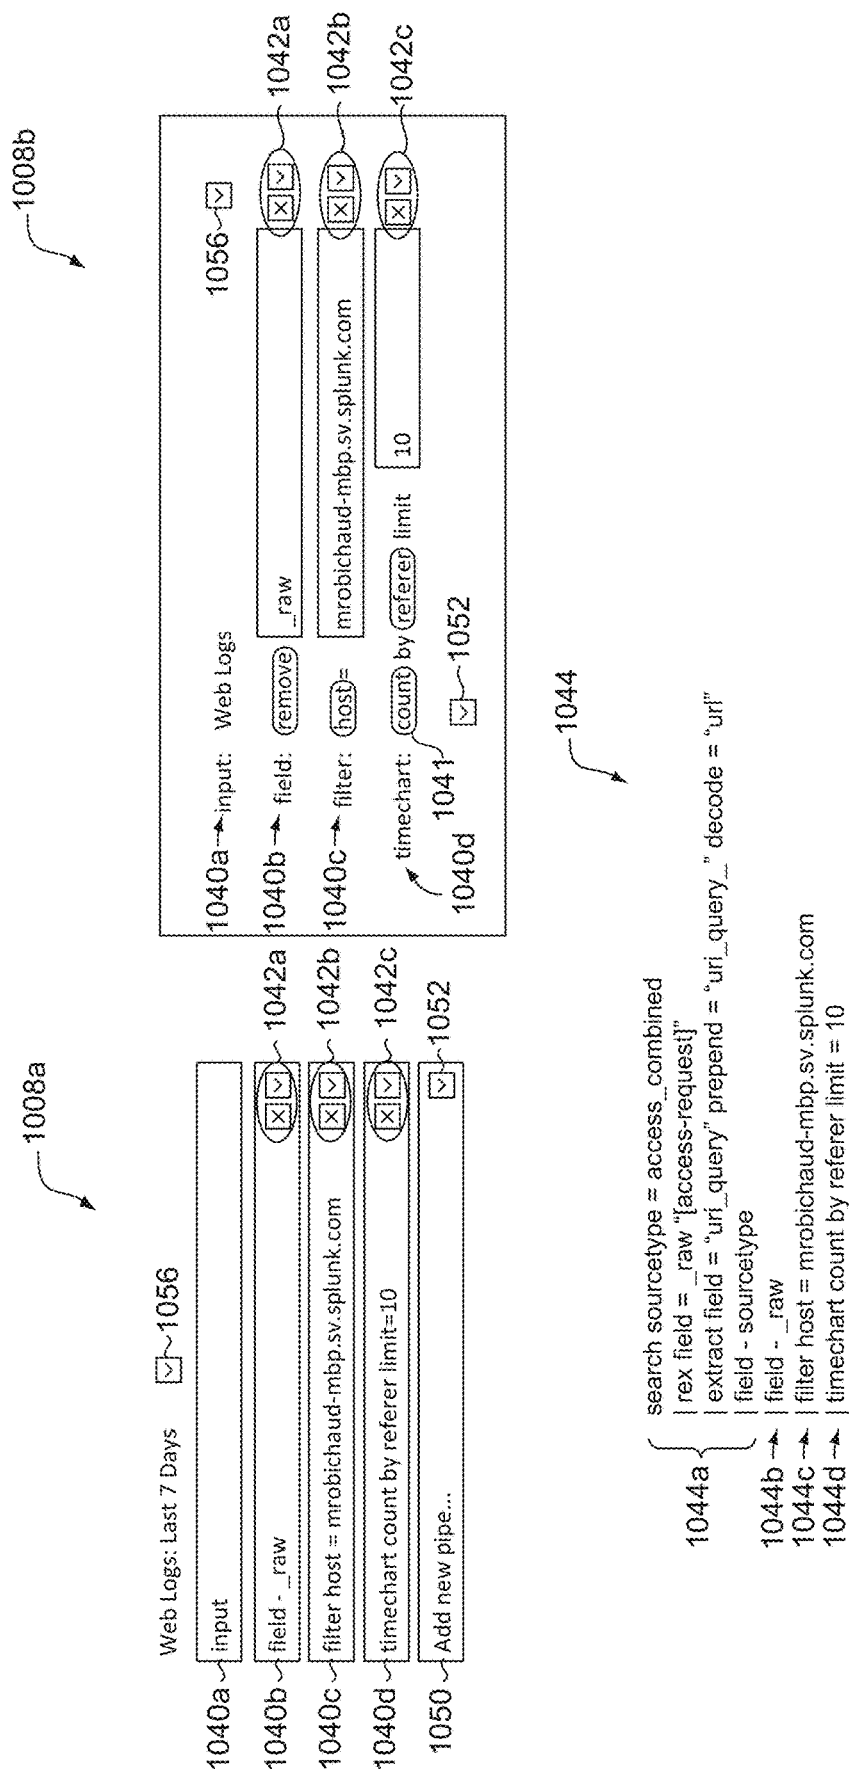 1008a
Web Logs: Last 7 Days 1056
1040a input
1040b field - _raw 1042a
1040c filter host = mrobichaud-mbp.sv.splunk.com 1042b
1040d timechart count by referer limit=10 1042c
1050 Add new pipe... 1052
1008b
1056
1040a input: Web Logs
1040b field: remove _raw 1042a
1040c filter: host = mrobichaud-mbp.sv.splunk.com 1042b
timechart: count by referer limit 10 1042c
1040d 1041 1052
1044
search sourcetype = access_combined
| rex field = _raw "[access-request]"
| extract field = "uri_query" prepend = "uri_query_" decode = "url"
| field - sourcetype
1044a
1044b | field - _raw
1044c | filter host = mrobichaud-mbp.sv.splunk.com
1044d | timechart count by referer limit = 10